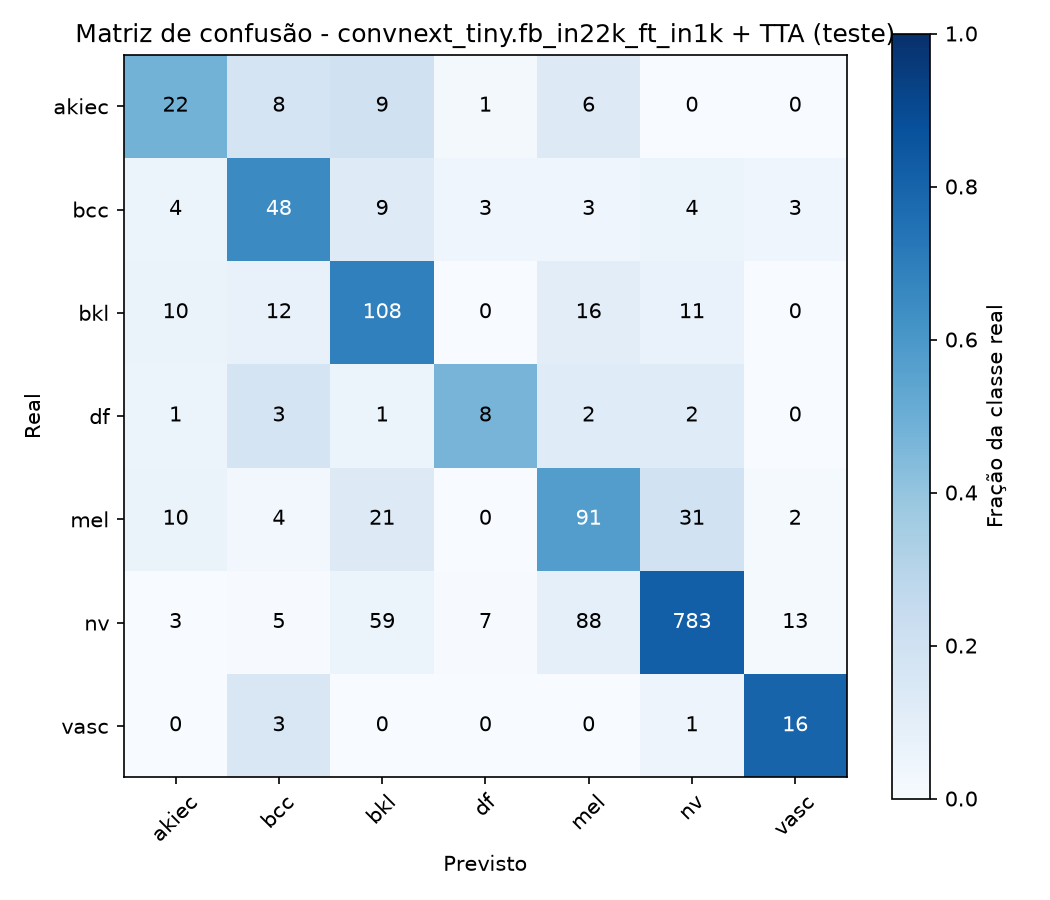 Matriz de confusão - convnext_tiny.fb_in22k_ft_in1k + TTA (teste)
akiec 22 8 9 1 6 0 0
bcc 4 48 9 3 3 4 3
bkl 10 12 108 0 16 11 0
df 1 3 1 8 2 2 0
mel 10 4 21 0 91 31 2
nv 3 5 59 7 88 783 13
vasc 0 3 0 0 0 1 16
akiec bcc bkl df mel nv vasc
Previsto
Real
1.0
0.8
0.6
0.4
0.2
0.0
Fração da classe real